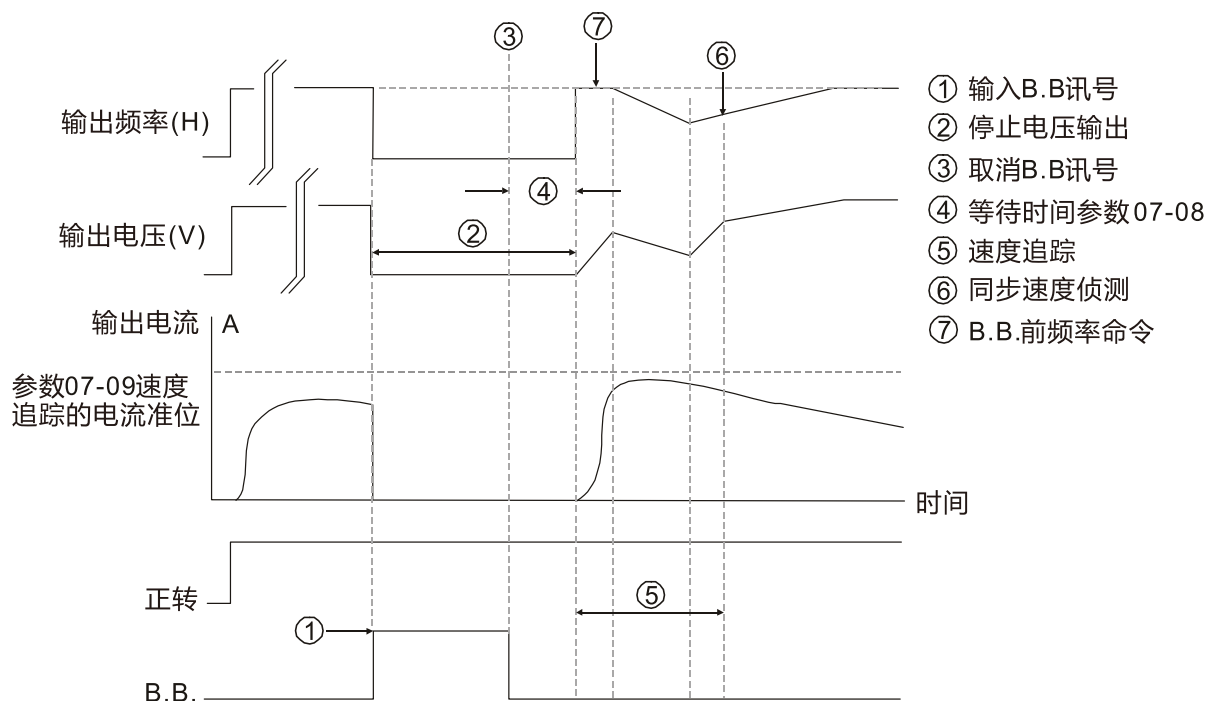 ⑦
③
⑥
输出频率(H)
④
输出电压(V)
②
输出电流
A
参数07-09速度
追踪的电流准位
时间
正转
⑤
①
B.B.
① 输入B.B讯号
② 停止电压输出
③ 取消B.B讯号
④ 等待时间参数07-08
⑤ 速度追踪
⑥ 同步速度侦测
⑦ B.B.前频率命令